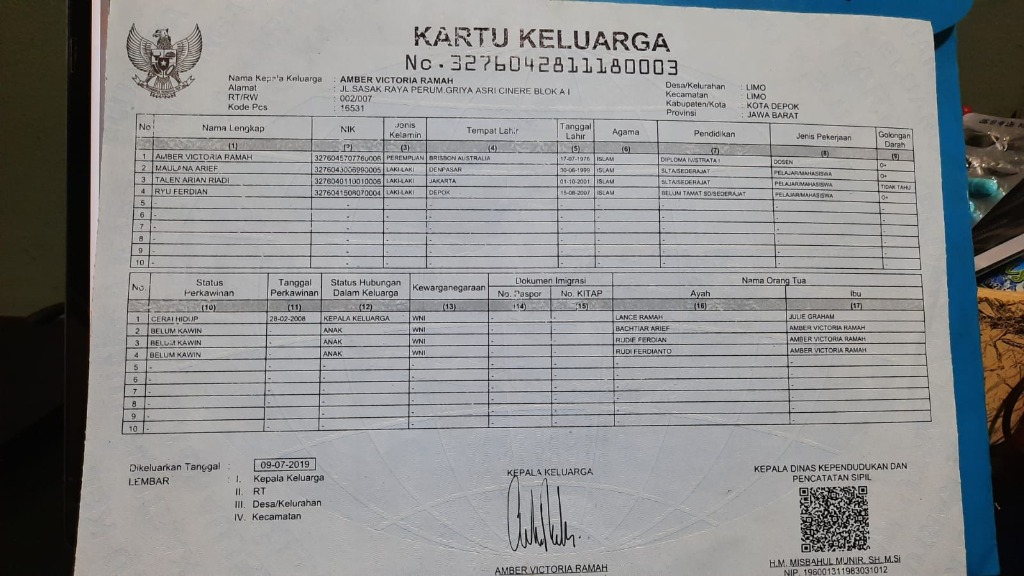 KARTU KELUARGA
No. 3276042811180003
Nama Kepala Keluarga : AMBER VICTORIA RAMAH
Alamat : JL.SASAK RAYA PERUM.GRIYA ASRI CINERE BLOK A I
RT/RW : 002/007
Kode Pos : 16531
Desa/Kelurahan : LIMO
Kecamatan : LIMO
Kabupaten/Kota : KOTA DEPOK
Provinsi : JAWA BARAT
No Nama Lengkap NIK Jenis Kelamin Tempat Lahir Tanggal Lahir Agama Pendidikan Jenis Pekerjaan Golongan Darah
(1) (2) (3) (4) (5) (6) (7) (8) (9)
1 AMBER VICTORIA RAMAH PEREMPUAN BRISBON AUSTRALIA 17-07-1976 ISLAM DIPLOMA IV/STRATA I DOSEN O+
2 MAULANA ARIEF LAKI-LAKI DENPASAR ISLAM SLTA/SEDERAJAT PELAJAR/MAHASISWA O+
3 TALEN ARIAN RIADI LAKI-LAKI JAKARTA 01-10-2001 ISLAM SLTA/SEDERAJAT PELAJAR/MAHASISWA TIDAK TAHU
4 RYU FERDIAN LAKI-LAKI DEPOK 15-08-2007 ISLAM BELUM TAMAT SD/SEDERAJAT PELAJAR/MAHASISWA O+
5 - - - - - - - -
6 - - - - - - - -
7 - - - - - - - -
8 - - - - - - - -
9 - - - - - - - -
10 - - - - - - - -
No. Status Perkawinan Tanggal Perkawinan Status Hubungan Dalam Keluarga Kewarganegaraan Dokumen Imigrasi Nama Orang Tua
No. Paspor No. KITAP Ayah Ibu
(10) (11) (12) (13) (14) (15) (16) (17)
1 CERAI HIDUP 28-02-2008 KEPALA KELUARGA WNI - - LANCE RAMAH JULIE GRAHAM
2 BELUM KAWIN - ANAK WNI - - BACHTIAR ARIEF AMBER VICTORIA RAMAH
3 BELUM KAWIN - ANAK WNI - - RUDIE FERDIAN AMBER VICTORIA RAMAH
4 BELUM KAWIN - ANAK WNI - - RUDI FERDIANTO AMBER VICTORIA RAMAH
5 - - - - - - - -
6 - - - - - - - -
7 - - - - - - - -
8 - - - - - - - -
9 - - - - - - - -
10 - - - - - - - -
Dikeluarkan Tanggal : 09-07-2019
LEMBAR : I. Kepala Keluarga
II. RT
III. Desa/Kelurahan
IV. Kecamatan
KEPALA KELUARGA
AMBER VICTORIA RAMAH
KEPALA DINAS KEPENDUDUKAN DAN
PENCATATAN SIPIL
H.M. MISBAHUL MUNIR, SH, M.Si
NIP. 196001311983031012